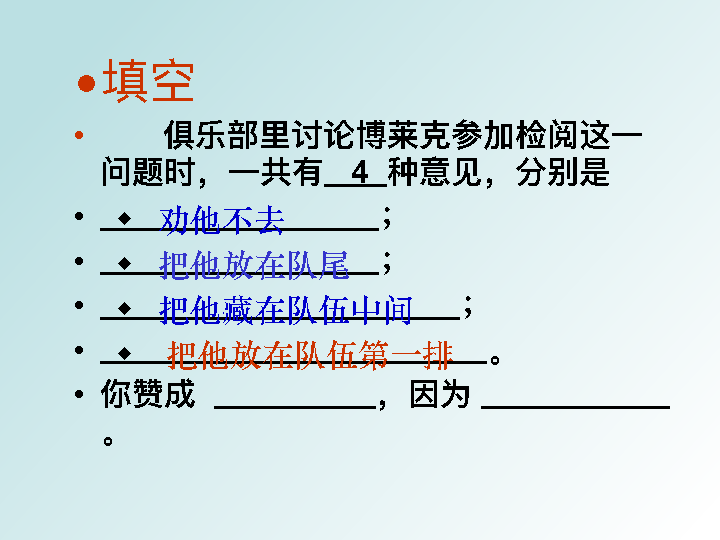 •填空
• 俱乐部里讨论博莱克参加检阅这一
问题时，一共有 4 种意见，分别是
• ◆ 劝他不去；
• ◆ 把他放在队尾；
• ◆ 把他藏在队伍中间；
• ◆ 把他放在队伍第一排。
• 你赞成 ，因为
。